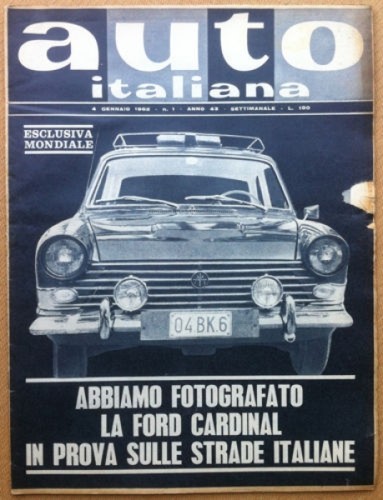 auto
italiana
4 GENNAIO 1962 - n. 1 - ANNO 43 - SETTIMANALE - L. 150
ESCLUSIVA
MONDIALE
04 BK.6
ABBIAMO FOTOGRAFATO
LA FORD CARDINAL
IN PROVA SULLE STRADE ITALIANE